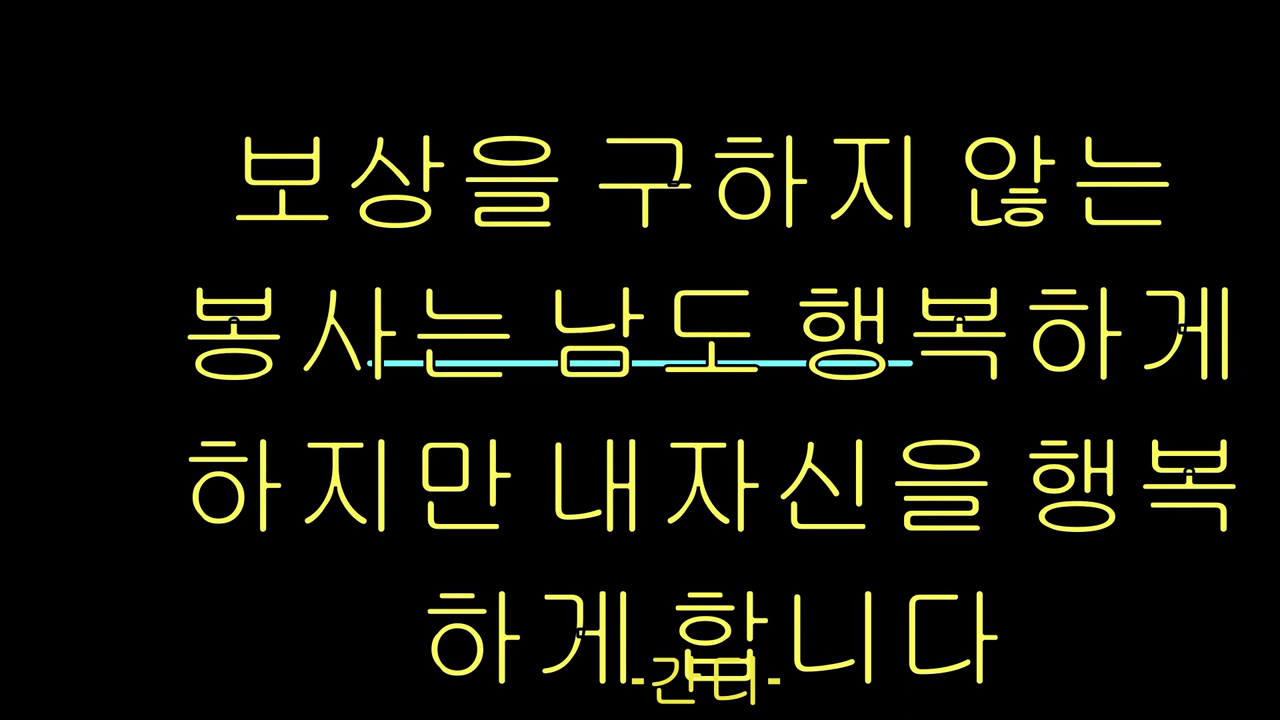 보상을 구하지 않는
봉사는 남도 행복하게
하지만 내자신을 행복
하게 합니다
-간디-